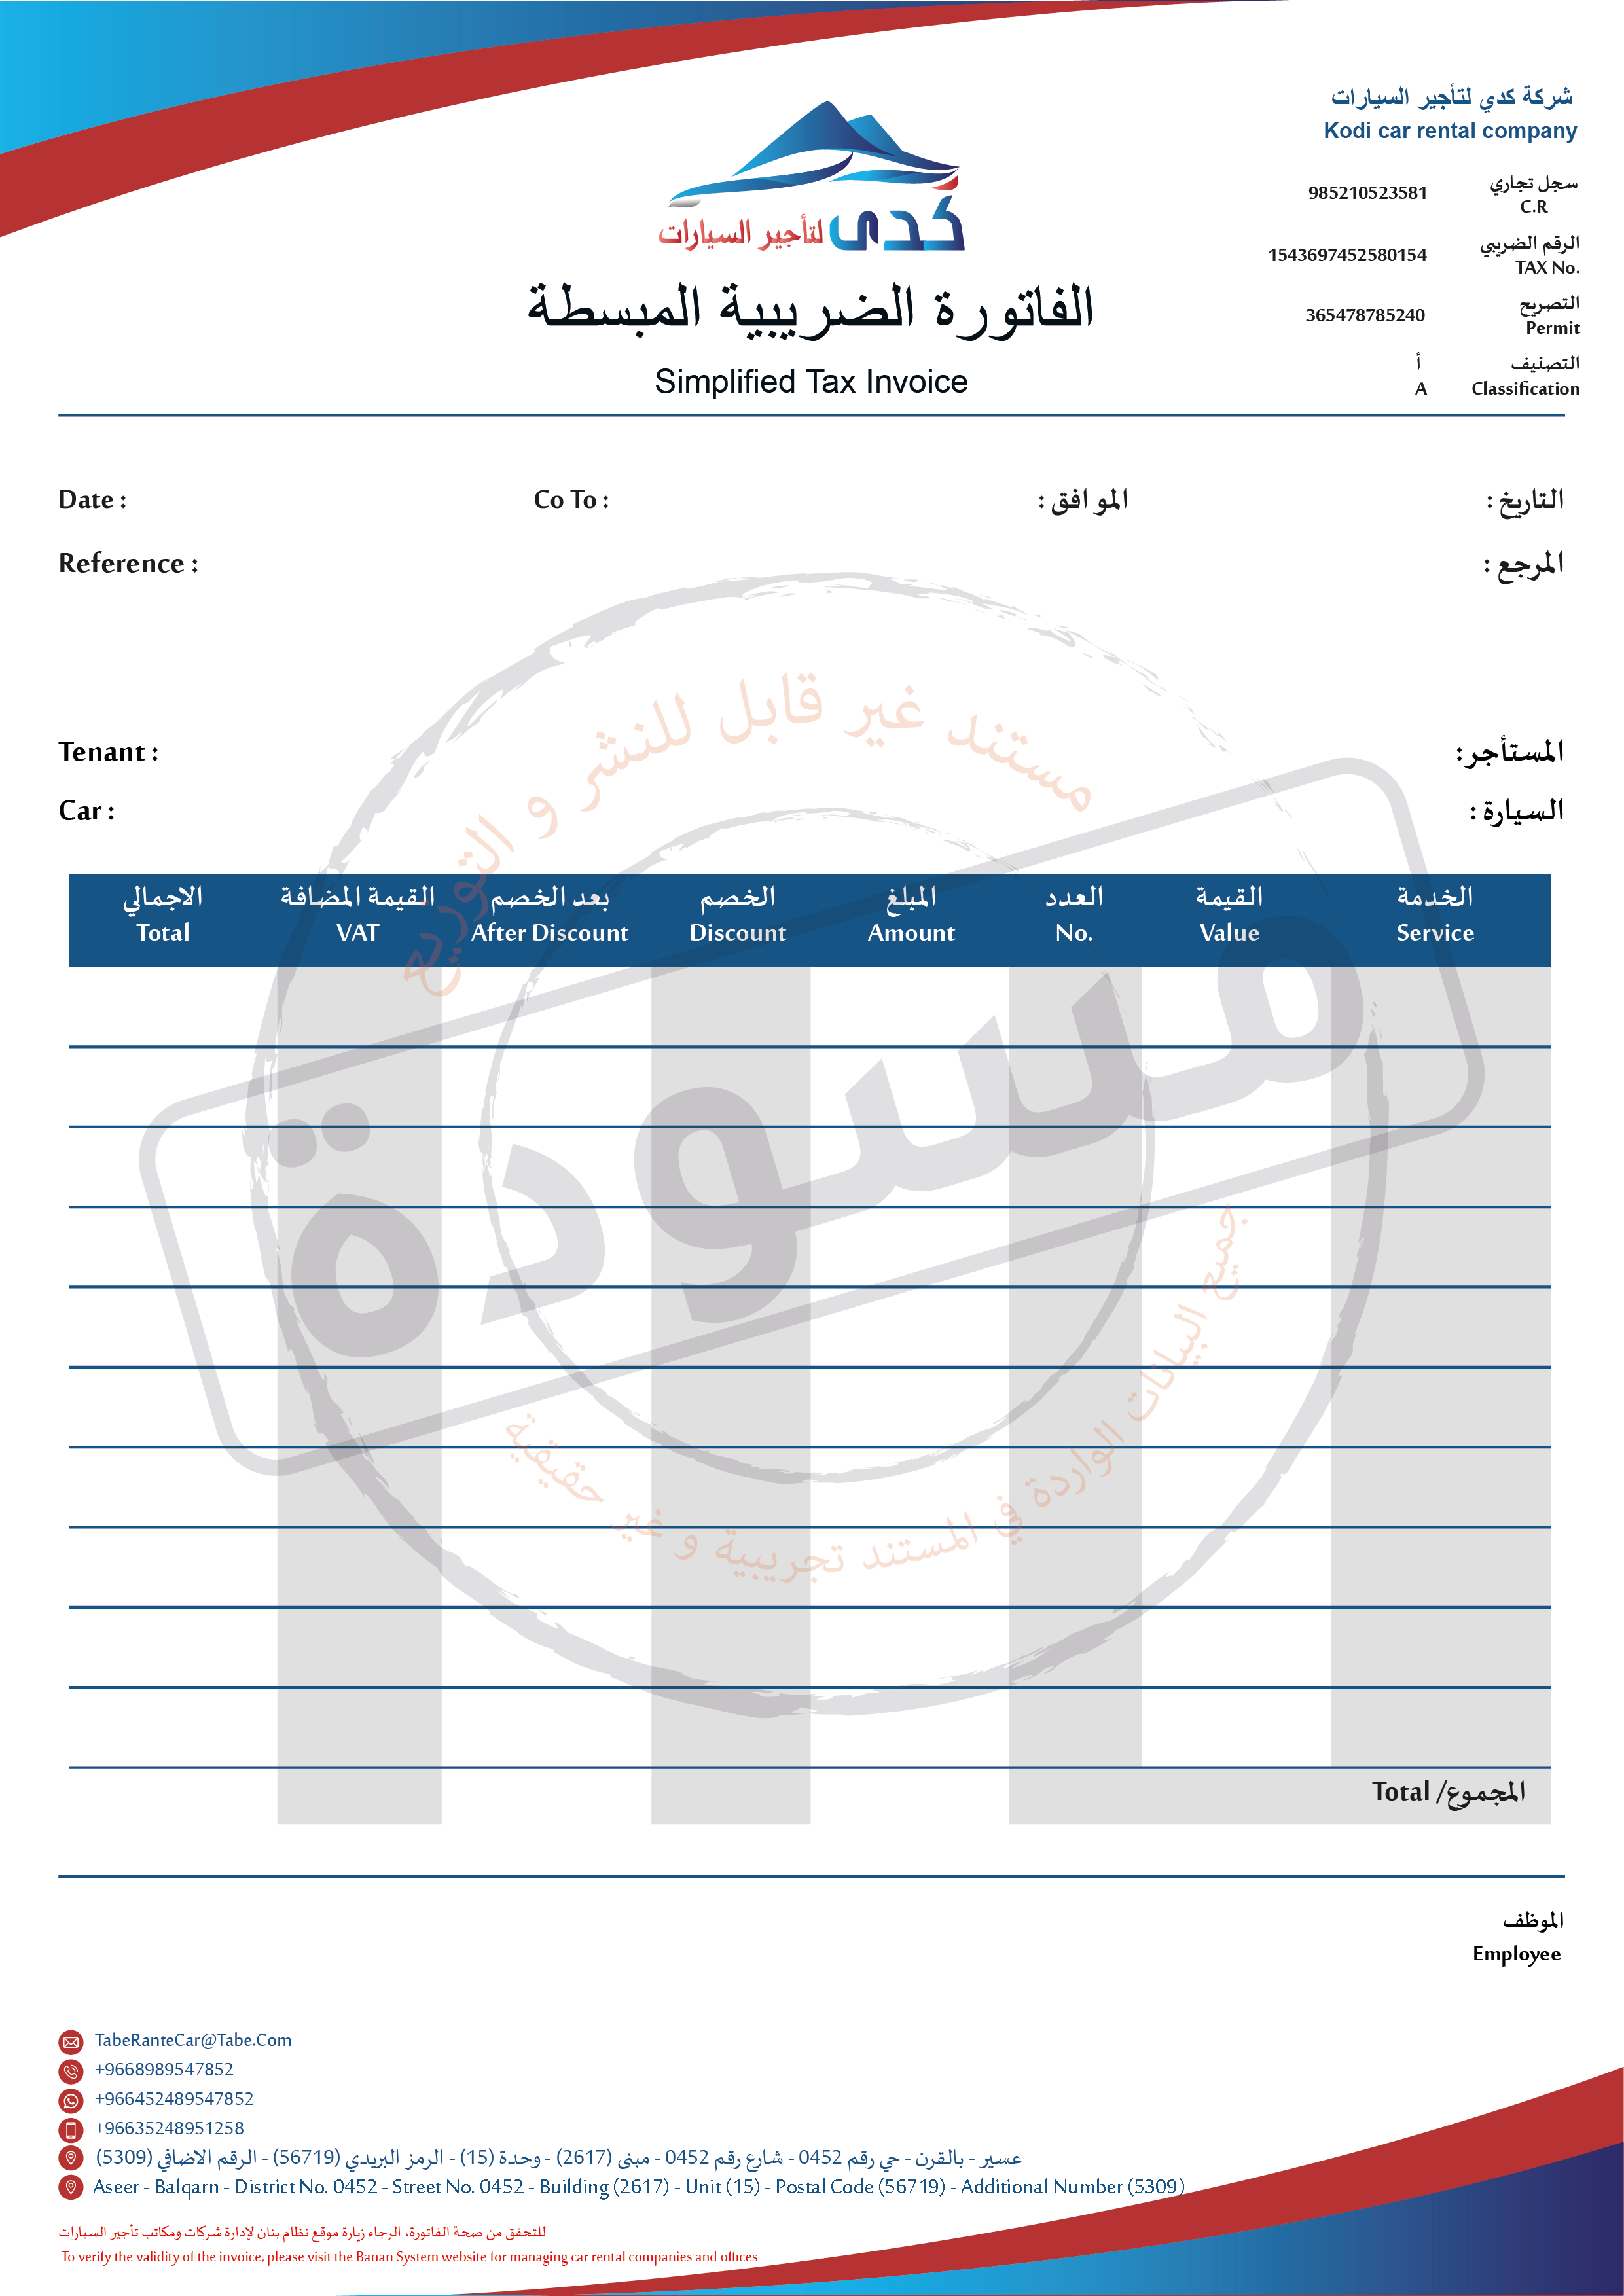 شركة كدي لتأجير السيارات
Kodi car rental company
سجل تجاري
C.R
985210523581
الرقم الضريبي
TAX No.
1543697452580154
التصريح
Permit
365478785240
التصنيف
Classification
أ
A
كدي لتأجير السيارات
الفاتورة الضريبية المبسطة
Simplified Tax Invoice
Date : Co To : الموافق : التاريخ :
Reference : المرجع :
مستند غير قابل للنشر و التوزيع
Tenant : المستأجر:
Car : السيارة :
الخدمة القيمة العدد المبلغ الخصم بعد الخصم القيمة المضافة الاجمالي
Total VAT After Discount Discount Amount No. Value Service
مسودة
جميع البيانات الواردة في المستند تجريبية و غير حقيقية
المجموع/ Total
الموظف
Employee
TabeRanteCar@Tabe.Com
+9668989547852
+966452489547852
+96635248951258
عسير - بالقرن - حي رقم 0452 - شارع رقم 0452 - مبنى (2617) - وحدة (15) - الرمز البريدي (56719) - الرقم الاضافي (5309)
Aseer - Balqarn - District No. 0452 - Street No. 0452 - Building (2617) - Unit (15) - Postal Code (56719) - Additional Number (5309)
للتحقق من صحة الفاتورة، الرجاء زيارة موقع نظام بنان لإدارة شركات ومكاتب تأجير السيارات
To verify the validity of the invoice, please visit the Banan System website for managing car rental companies and offices